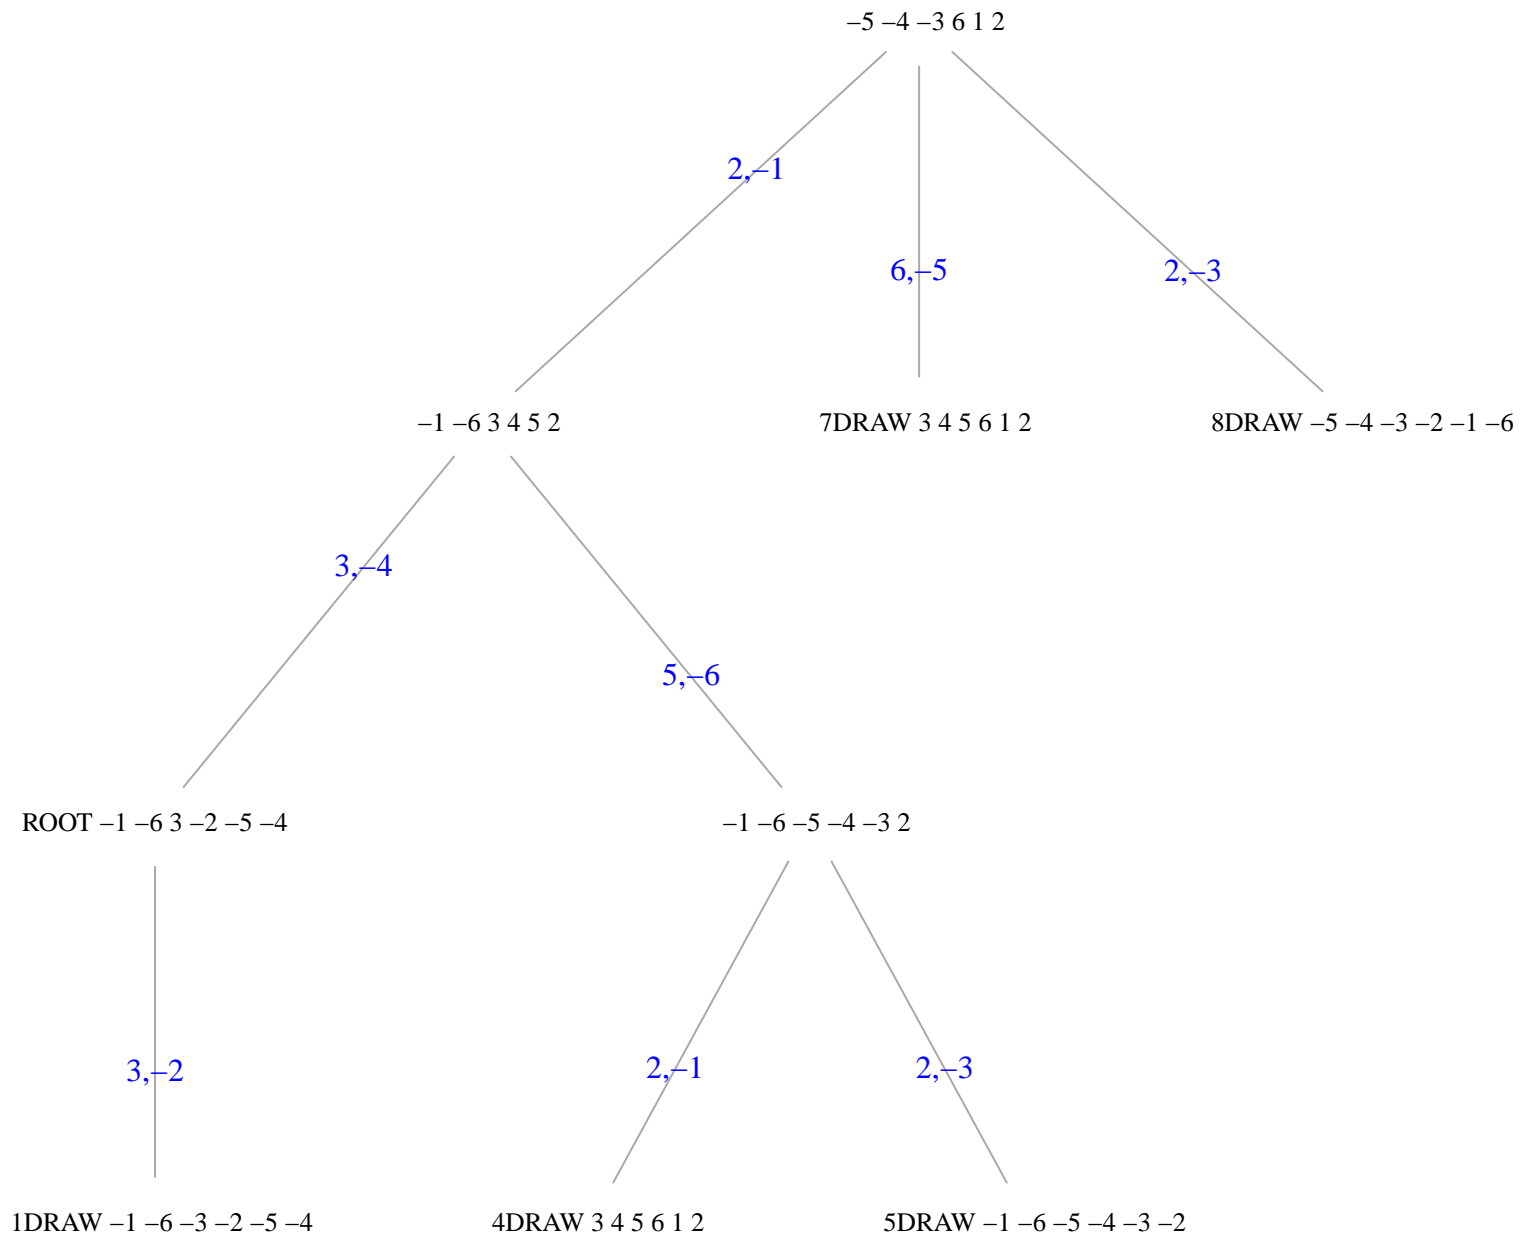 –5 –4 –3 6 1 2
2,–1
6,–5
2,–3
–1 –6 3 4 5 2
7DRAW 3 4 5 6 1 2
8DRAW –5 –4 –3 –2 –1 –6
3,–4
5,–6
ROOT –1 –6 3 –2 –5 –4
–1 –6 –5 –4 –3 2
3,–2
2,–1
2,–3
1DRAW –1 –6 –3 –2 –5 –4
4DRAW 3 4 5 6 1 2
5DRAW –1 –6 –5 –4 –3 –2